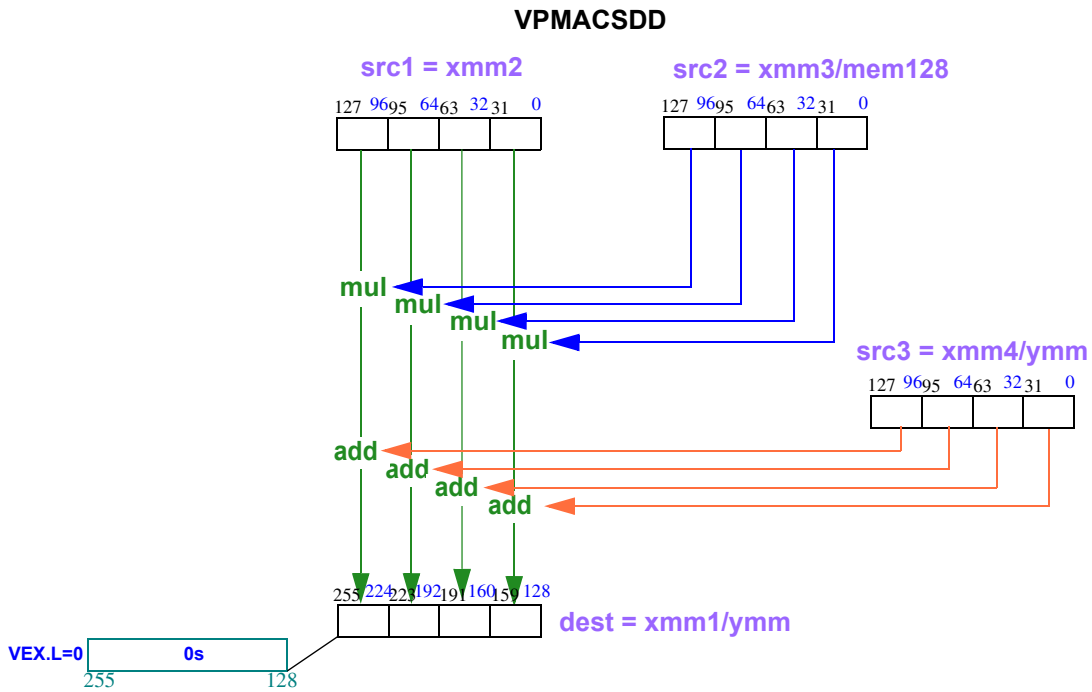 VPMACSDD
src1 = xmm2
src2 = xmm3/mem128
127 96 95 64 63 32 31 0
127 96 95 64 63 32 31 0
mul
mul
mul
mul
src3 = xmm4/ymm
127 96 95 64 63 32 31 0
add
add
add
add
255 224 223 192 191 160 159 128
dest = xmm1/ymm
VEX.L=0 0s
255 128